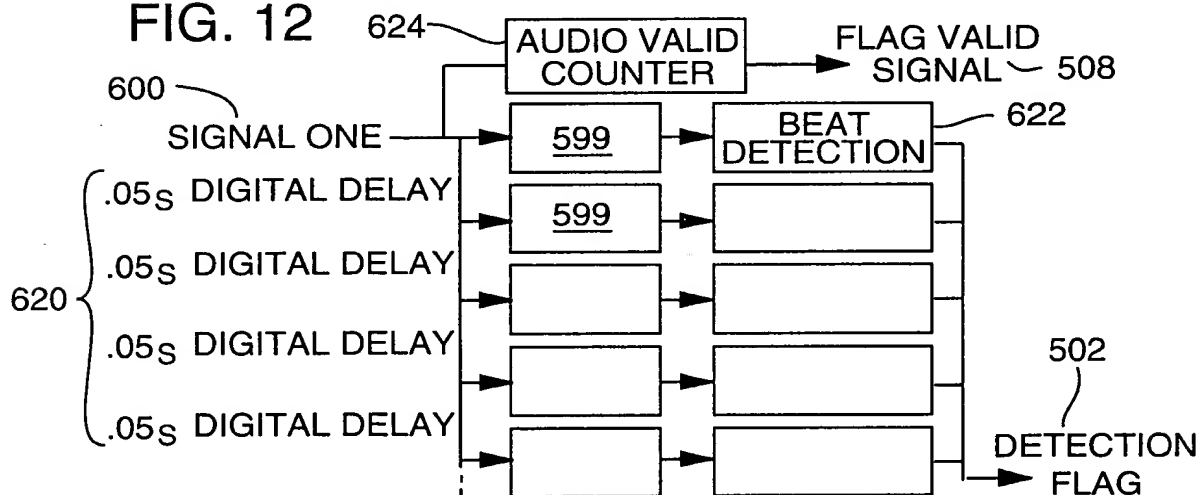 FIG. 12
624
AUDIO VALID
COUNTER
FLAG VALID
SIGNAL
508
600
SIGNAL ONE
599
BEAT
DETECTION
622
.05s DIGITAL DELAY
599
.05s DIGITAL DELAY
620
.05s DIGITAL DELAY
502
.05s DIGITAL DELAY
DETECTION
FLAG